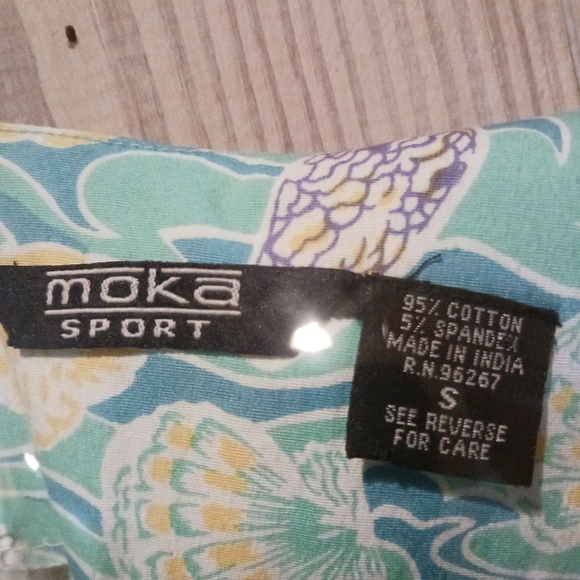 moka
SPORT
95% COTTON
5% SPANDEX
MADE IN INDIA
R.N.96267
S
SEE REVERSE
FOR CARE